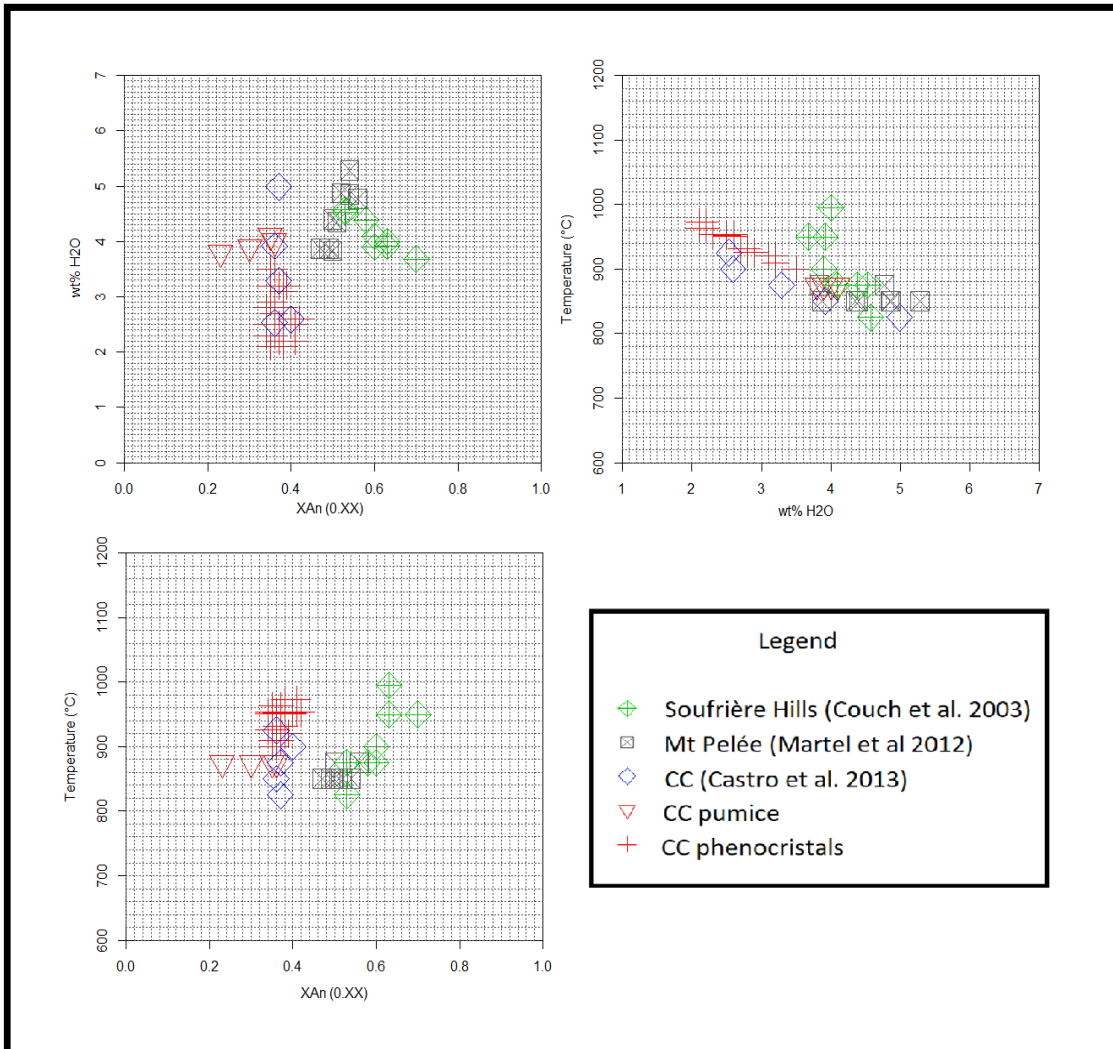 7
6
5
4
3
2
1
0
wt% H2O
0.0 0.2 0.4 0.6 0.8 1.0
XAn (0.XX)
1200
1100
1000
900
800
700
600
Temperature (°C)
1 2 3 4 5 6 7
wt% H2O
1200
1100
1000
900
800
700
600
Temperature (°C)
0.0 0.2 0.4 0.6 0.8 1.0
XAn (0.XX)
Legend
Soufrière Hills (Couch et al. 2003)
Mt Pelée (Martel et al 2012)
CC (Castro et al. 2013)
CC pumice
CC phenocristals